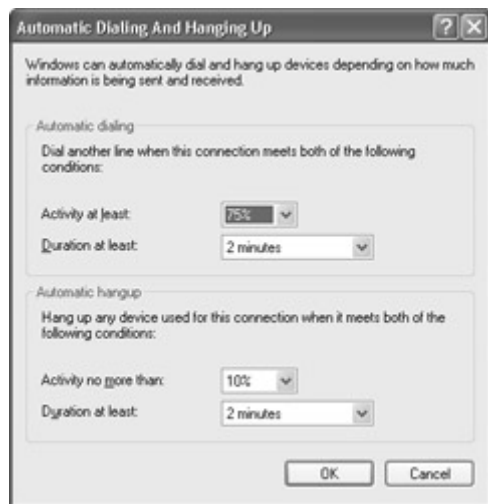 Automatic Dialing And Hanging Up
Windows can automatically dial and hang up devices depending on how much
information is being sent and received.
Automatic dialing
Dial another line when this connection meets both of the following
conditions:
Activity at least: 75%
Duration at least: 2 minutes
Automatic hangup
Hang up any device used for this connection when it meets both of the
following conditions:
Activity no more than: 10%
Duration at least: 2 minutes
OK Cancel